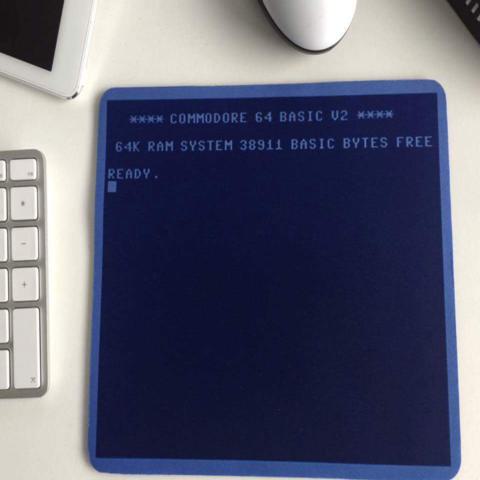 **** COMMODORE 64 BASIC V2 ****
64K RAM SYSTEM 38911 BASIC BYTES FREE
READY.
*
-
+